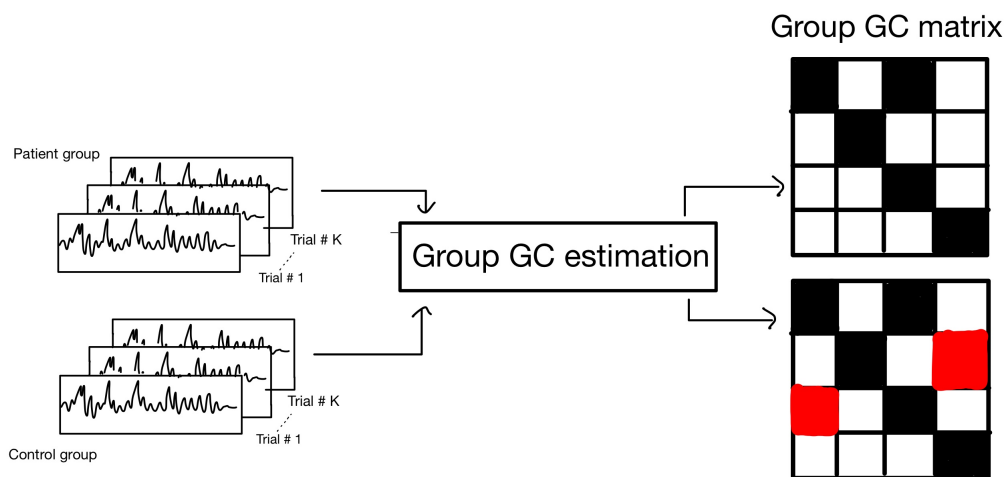 Group GC matrix
Patient group
Trial # K
Trial # 1
Group GC estimation
Trial # K
Trial # 1
Control group